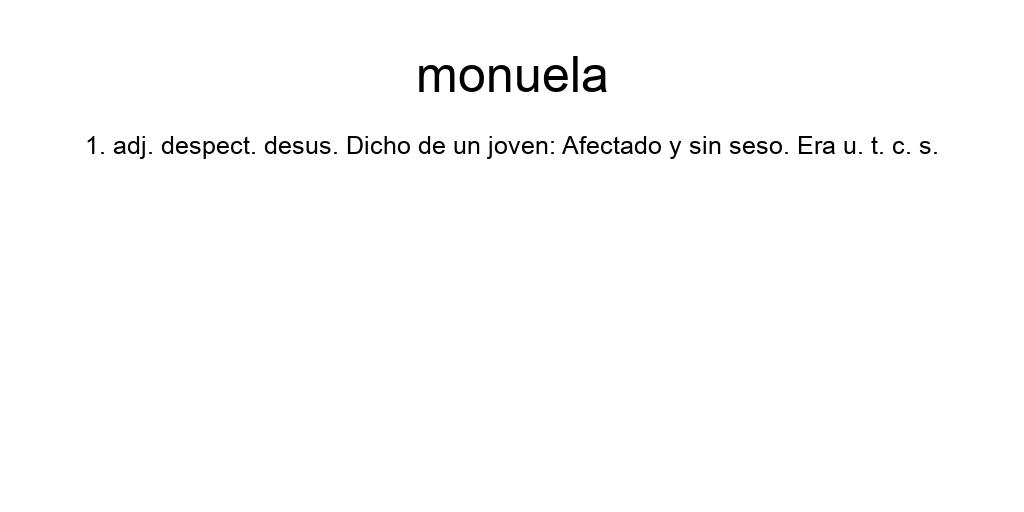 monuela
1. adj. despect. desus. Dicho de un joven: Afectado y sin seso. Era u. t. c. s.